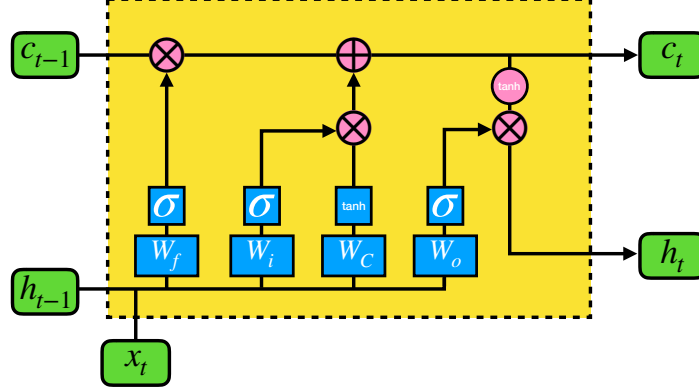 c_{t−1}
c_t
tanh
σ
σ
tanh
σ
W_f
W_i
W_C
W_o
h_t
h_{t−1}
x_t